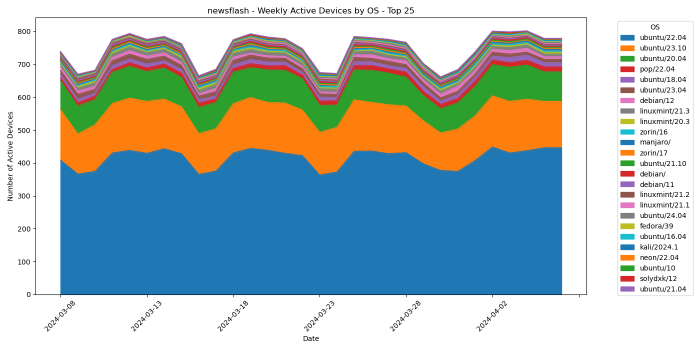 newsflash - Weekly Active Devices by OS - Top 25
Number of Active Devices
800
700
600
500
400
300
200
100
0
2024-03-08
2024-03-13
2024-03-18
2024-03-23
2024-03-28
2024-04-02
Date
OS
ubuntu/22.04
ubuntu/23.10
ubuntu/20.04
pop/22.04
ubuntu/18.04
ubuntu/23.04
debian/12
linuxmint/21.3
linuxmint/20.3
zorin/16
manjaro/
zorin/17
ubuntu/21.10
debian/
debian/11
linuxmint/21.2
linuxmint/21.1
ubuntu/24.04
fedora/39
ubuntu/16.04
kali/2024.1
neon/22.04
ubuntu/10
solydxk/12
ubuntu/21.04